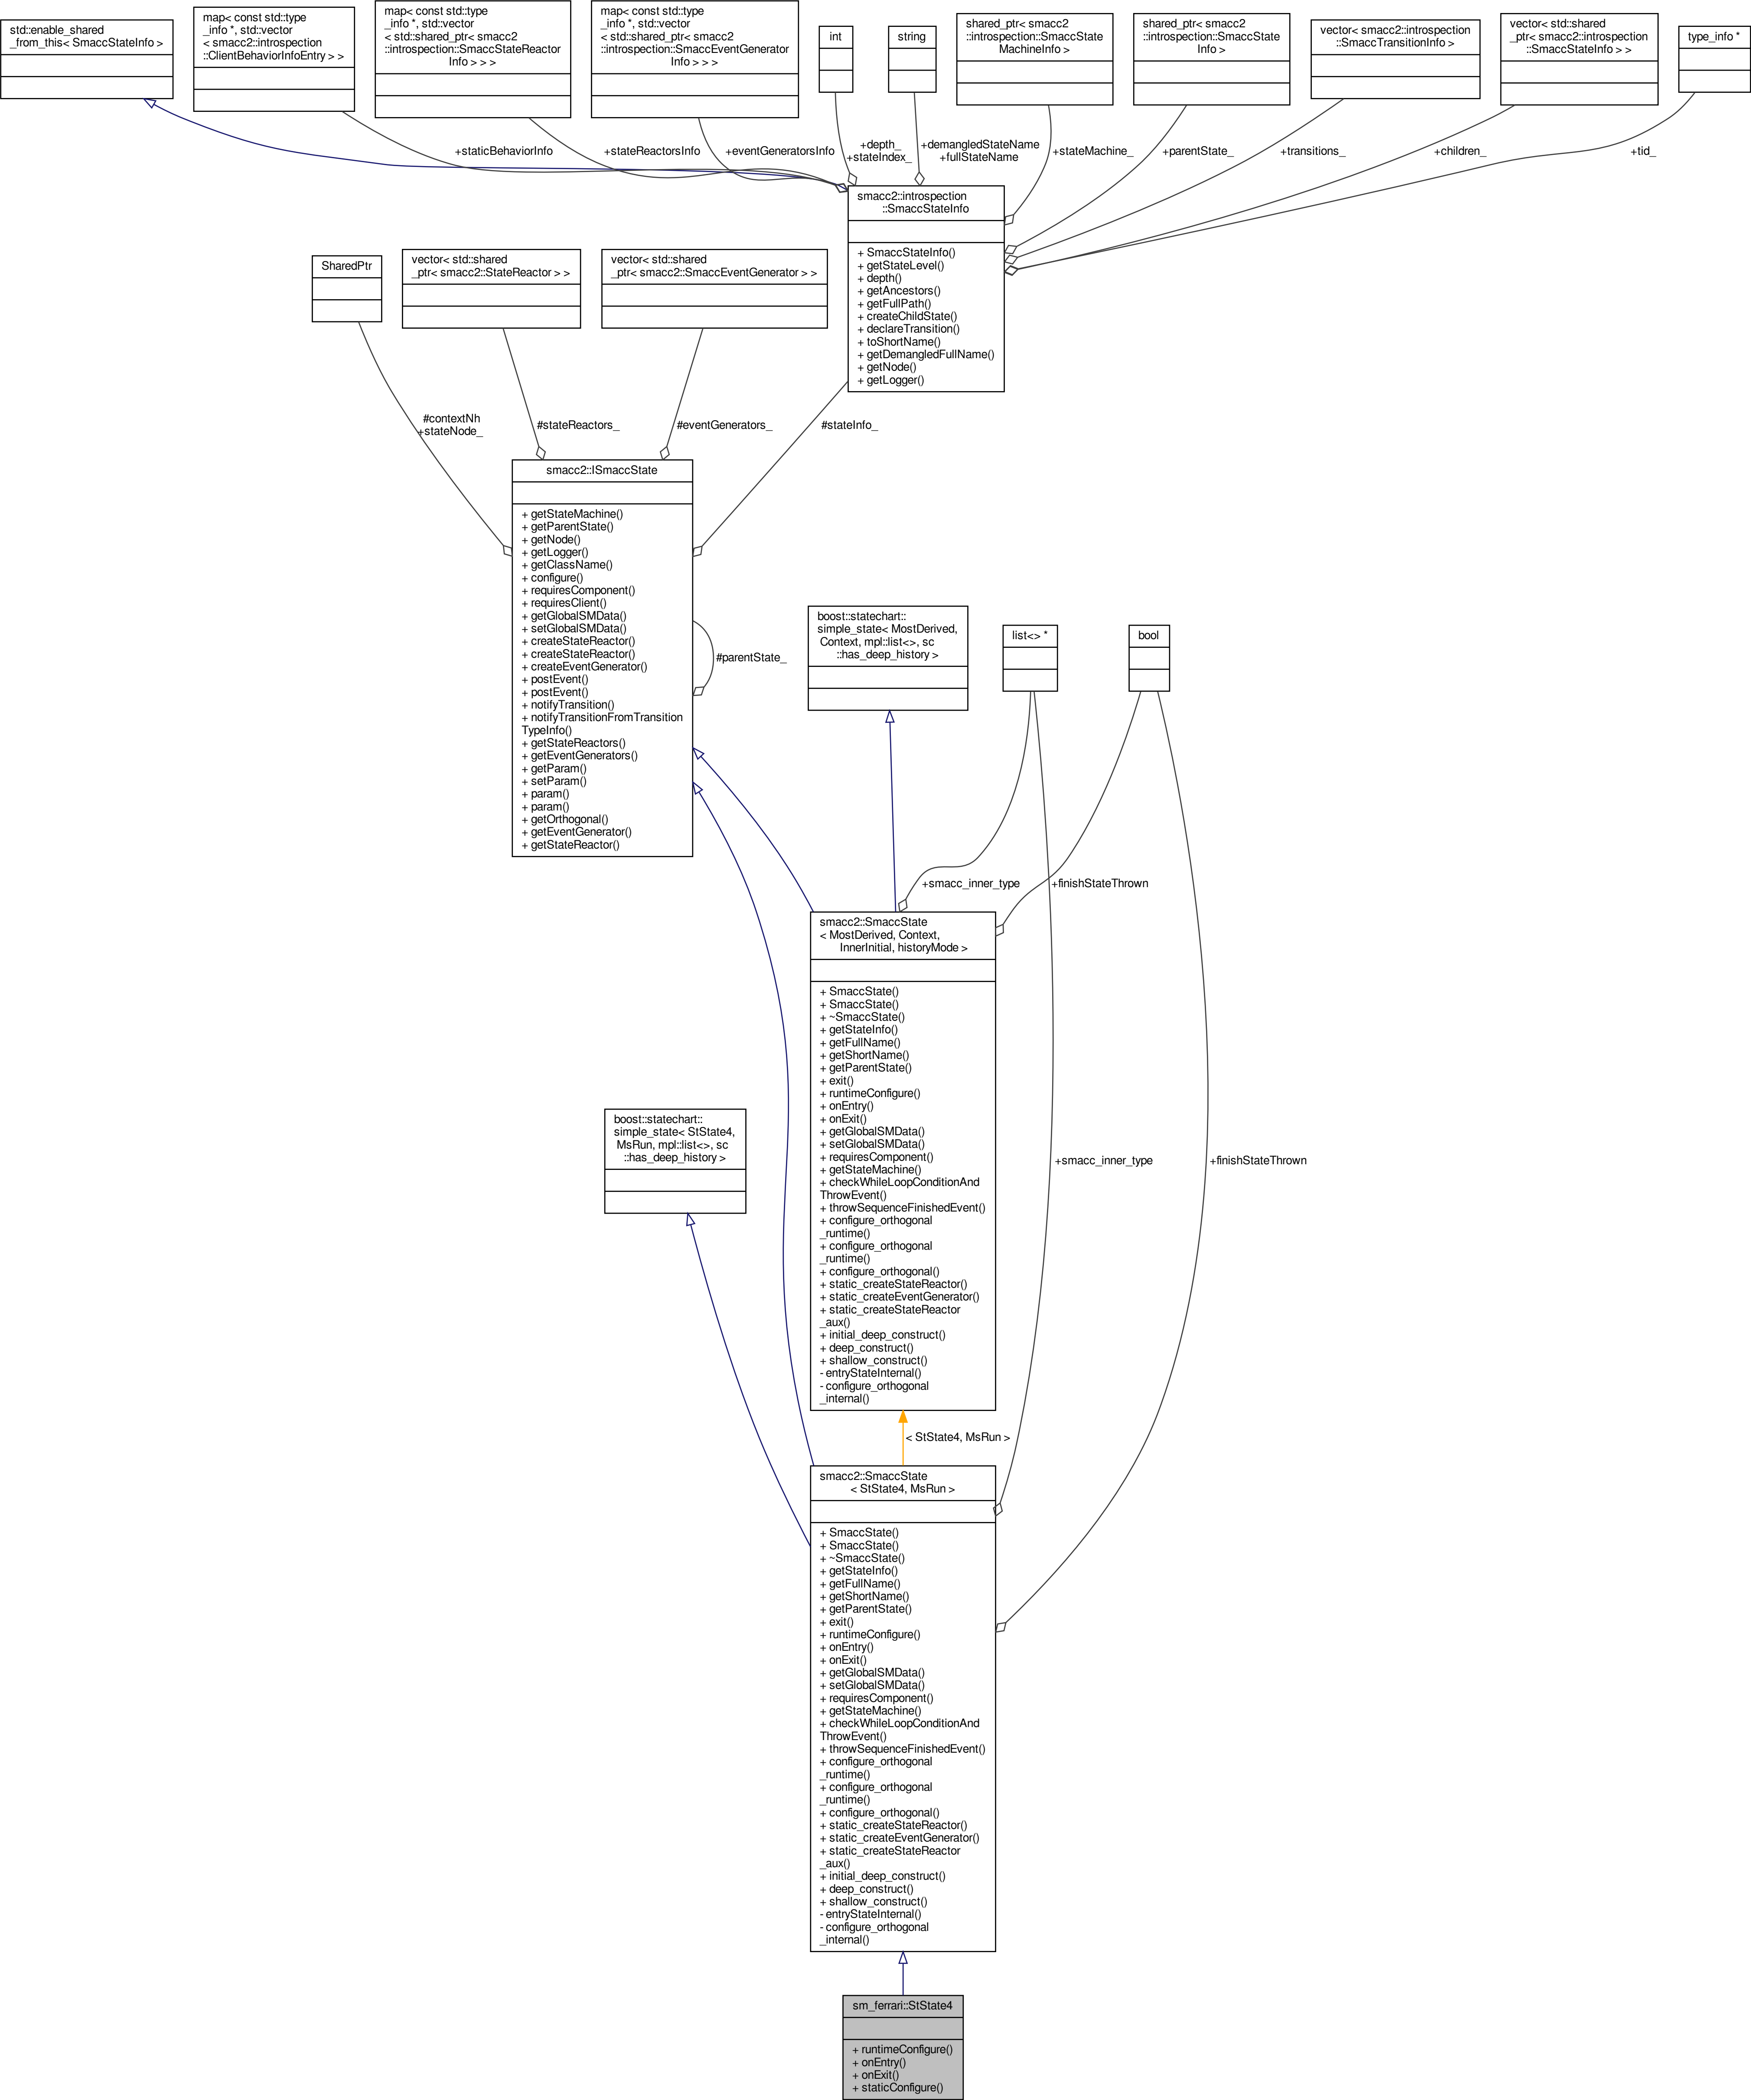 std::enable_shared
_from_this< SmaccStateInfo >
map< const std::type
_info *, std::vector
< smacc2::introspection
::ClientBehaviorInfoEntry > >
map< const std::type
_info *, std::vector
< std::shared_ptr< smacc2
::introspection::SmaccStateReactor
Info > > >
map< const std::type
_info *, std::vector
< std::shared_ptr< smacc2
::introspection::SmaccEventGenerator
Info > > >
int
string
shared_ptr< smacc2
::introspection::SmaccState
MachineInfo >
shared_ptr< smacc2
::introspection::SmaccState
Info >
vector< smacc2::introspection
::SmaccTransitionInfo >
vector< std::shared
_ptr< smacc2::introspection
::SmaccStateInfo > >
type_info *
+staticBehaviorInfo
+stateReactorsInfo
+eventGeneratorsInfo
+depth_
+stateIndex_
+demangledStateName
+fullStateName
+stateMachine_
+parentState_
+transitions_
+children_
+tid_
smacc2::introspection
::SmaccStateInfo
+ SmaccStateInfo()
+ getStateLevel()
+ depth()
+ getAncestors()
+ getFullPath()
+ createChildState()
+ declareTransition()
+ toShortName()
+ getDemangledFullName()
+ getNode()
+ getLogger()
SharedPtr
vector< std::shared
_ptr< smacc2::StateReactor > >
vector< std::shared
_ptr< smacc2::SmaccEventGenerator > >
#contextNh
+stateNode_
#stateReactors_
#eventGenerators_
#stateInfo_
smacc2::ISmaccState
+ getStateMachine()
+ getParentState()
+ getNode()
+ getLogger()
+ getClassName()
+ configure()
+ requiresComponent()
+ requiresClient()
+ getGlobalSMData()
+ setGlobalSMData()
+ createStateReactor()
+ createStateReactor()
+ createEventGenerator()
+ postEvent()
+ postEvent()
+ notifyTransition()
+ notifyTransitionFromTransition
TypeInfo()
+ getStateReactors()
+ getEventGenerators()
+ getParam()
+ setParam()
+ param()
+ param()
+ getOrthogonal()
+ getEventGenerator()
+ getStateReactor()
#parentState_
boost::statechart::
simple_state< MostDerived,
Context, mpl::list<>, sc
::has_deep_history >
list<> *
bool
+smacc_inner_type
+finishStateThrown
smacc2::SmaccState
< MostDerived, Context,
InnerInitial, historyMode >
+ SmaccState()
+ SmaccState()
+ ~SmaccState()
+ getStateInfo()
+ getFullName()
+ getShortName()
+ getParentState()
+ exit()
+ runtimeConfigure()
+ onEntry()
+ onExit()
+ getGlobalSMData()
+ setGlobalSMData()
+ requiresComponent()
+ getStateMachine()
+ checkWhileLoopConditionAnd
ThrowEvent()
+ throwSequenceFinishedEvent()
+ configure_orthogonal
_runtime()
+ configure_orthogonal
_runtime()
+ configure_orthogonal()
+ static_createStateReactor()
+ static_createEventGenerator()
+ static_createStateReactor
_aux()
+ initial_deep_construct()
+ deep_construct()
+ shallow_construct()
- entryStateInternal()
- configure_orthogonal
_internal()
boost::statechart::
simple_state< StState4,
MsRun, mpl::list<>, sc
::has_deep_history >
+smacc_inner_type
+finishStateThrown
< StState4, MsRun >
smacc2::SmaccState
< StState4, MsRun >
+ SmaccState()
+ SmaccState()
+ ~SmaccState()
+ getStateInfo()
+ getFullName()
+ getShortName()
+ getParentState()
+ exit()
+ runtimeConfigure()
+ onEntry()
+ onExit()
+ getGlobalSMData()
+ setGlobalSMData()
+ requiresComponent()
+ getStateMachine()
+ checkWhileLoopConditionAnd
ThrowEvent()
+ throwSequenceFinishedEvent()
+ configure_orthogonal
_runtime()
+ configure_orthogonal
_runtime()
+ configure_orthogonal()
+ static_createStateReactor()
+ static_createEventGenerator()
+ static_createStateReactor
_aux()
+ initial_deep_construct()
+ deep_construct()
+ shallow_construct()
- entryStateInternal()
- configure_orthogonal
_internal()
sm_ferrari::StState4
+ runtimeConfigure()
+ onEntry()
+ onExit()
+ staticConfigure()